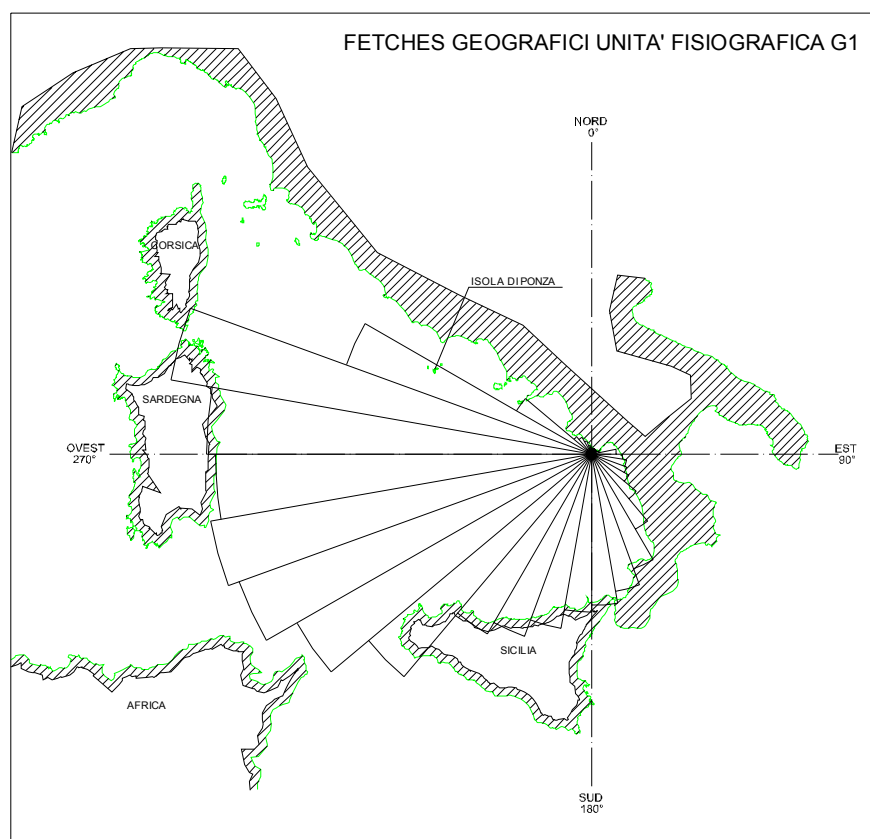 FETCHES GEOGRAFICI UNITA' FISIOGRAFICA G1
NORD
0°
CORSICA
ISOLA DI PONZA
SARDEGNA
OVEST
270°
EST
90°
SICILIA
AFRICA
SUD
180°